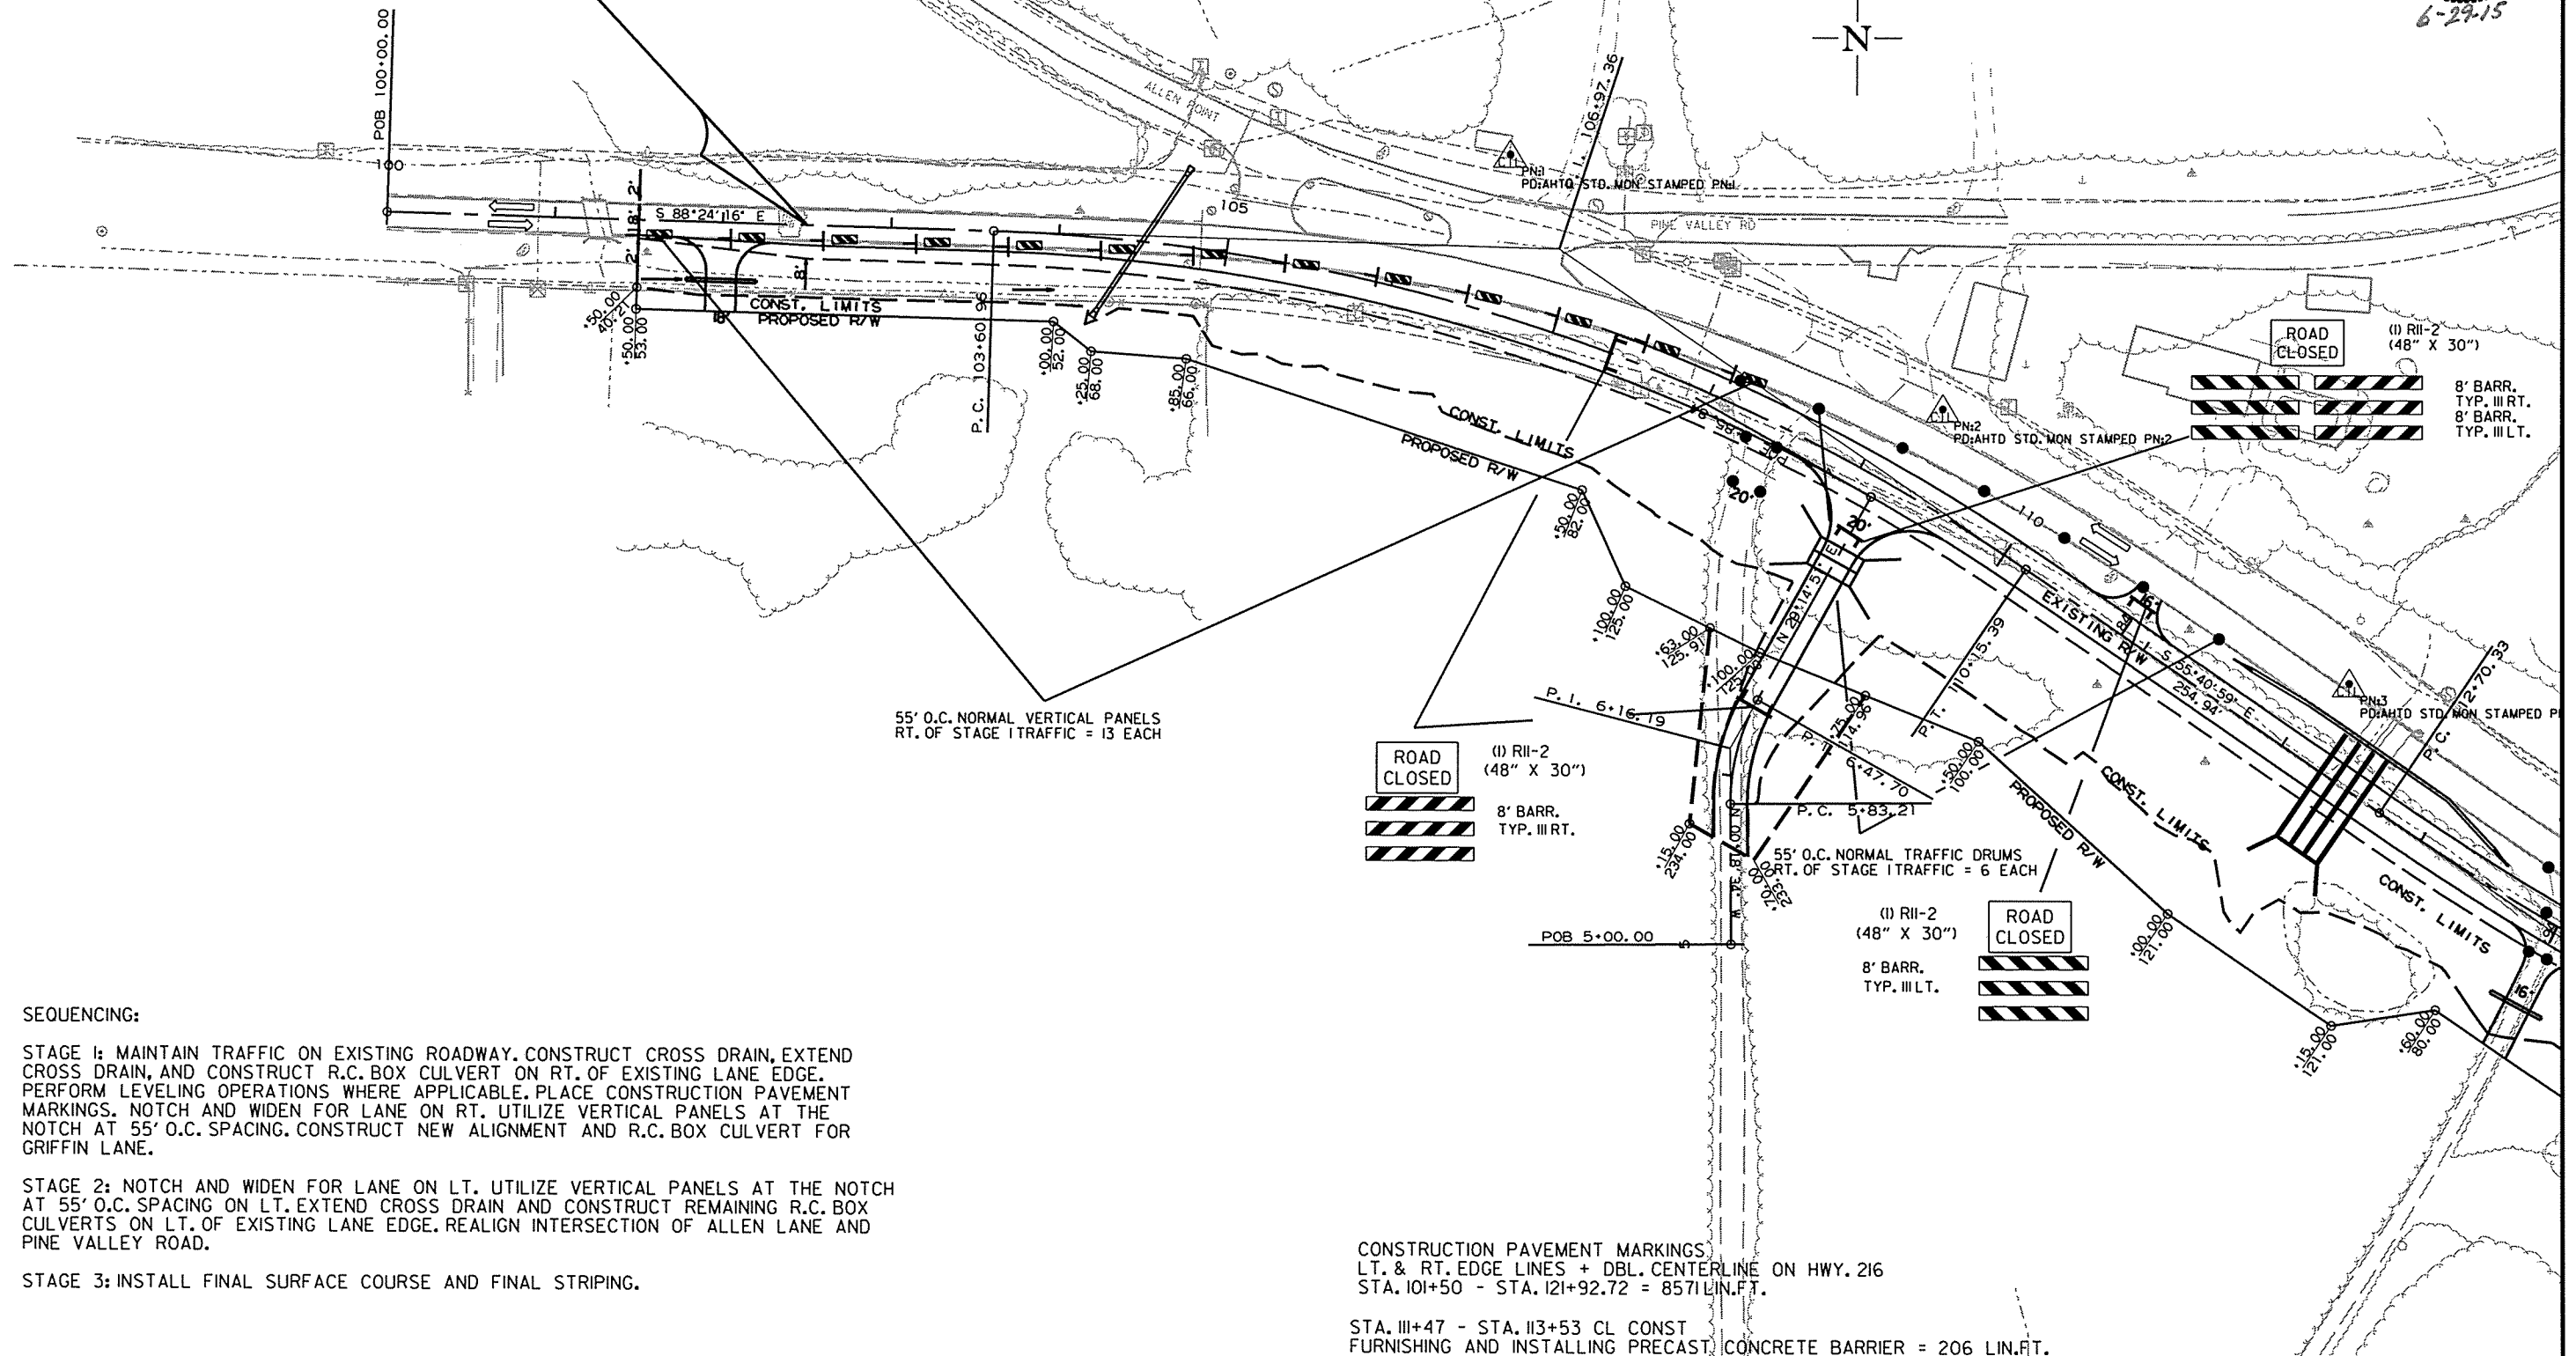 6-29-15
N
POB 100+00.00
100
ALLEN POINT
P. I. 106+97.36
PN:1
PD:AHTD STD. MON STAMPED PN:1
105
PINE VALLEY RD
2'
8'
2'
S 88°24'16" E
8'
18'
CONST. LIMITS
PROPOSED R/W
+50.00
40.21
+50.00
53.00
P.C. 103+60.96
+00.00
52.00
+25.00
68.00
+85.00
66.00
ROAD
CLOSED
(1) R11-2
(48" X 30")
8' BARR.
TYP. III RT.
8' BARR.
TYP. III LT.
CTL
PN:2
PD:AHTD STD. MON STAMPED PN:2
CONST. LIMITS
PROPOSED R/W
20'
20'
110
+50.00
82.00
+100.00
125.00
+63.00
125.91
+100.00
P.T. 110+15.39
EXISTING R/W
16'
S 55°40'59" E
254.94'
P.C. 112+70.33
CTL
PN:3
PD:AHTD STD. MON STAMPED
P. I. 6+16.19
+75.00
114.96
6+47.70
P.C. 5+83.21
+50.00
100.00
CONST. LIMITS
PROPOSED R/W
55' O.C. NORMAL VERTICAL PANELS
RT. OF STAGE 1 TRAFFIC = 13 EACH
ROAD
CLOSED
(1) R11-2
(48" X 30")
8' BARR.
TYP. III RT.
+15.00
234.00
+70.00
233.00
55' O.C. NORMAL TRAFFIC DRUMS
RT. OF STAGE 1 TRAFFIC = 6 EACH
CONST. LIMITS
POB 5+00.00
5
(1) R11-2
(48" X 30")
ROAD
CLOSED
8' BARR.
TYP. III LT.
+00.00
121.00
+15.00
121.00
+60.00
80.00
16'
SEQUENCING:
STAGE 1: MAINTAIN TRAFFIC ON EXISTING ROADWAY. CONSTRUCT CROSS DRAIN, EXTEND
CROSS DRAIN, AND CONSTRUCT R.C. BOX CULVERT ON RT. OF EXISTING LANE EDGE.
PERFORM LEVELING OPERATIONS WHERE APPLICABLE. PLACE CONSTRUCTION PAVEMENT
MARKINGS. NOTCH AND WIDEN FOR LANE ON RT. UTILIZE VERTICAL PANELS AT THE
NOTCH AT 55' O.C. SPACING. CONSTRUCT NEW ALIGNMENT AND R.C. BOX CULVERT FOR
GRIFFIN LANE.
STAGE 2: NOTCH AND WIDEN FOR LANE ON LT. UTILIZE VERTICAL PANELS AT THE NOTCH
AT 55' O.C. SPACING ON LT. EXTEND CROSS DRAIN AND CONSTRUCT REMAINING R.C. BOX
CULVERTS ON LT. OF EXISTING LANE EDGE. REALIGN INTERSECTION OF ALLEN LANE AND
PINE VALLEY ROAD.
STAGE 3: INSTALL FINAL SURFACE COURSE AND FINAL STRIPING.
CONSTRUCTION PAVEMENT MARKINGS
LT. & RT. EDGE LINES + DBL. CENTERLINE ON HWY. 216
STA. 101+50 - STA. 121+92.72 = 8571 LIN.FT.
STA. 111+47 - STA. 113+53 CL CONST
FURNISHING AND INSTALLING PRECAST CONCRETE BARRIER = 206 LIN.FT.